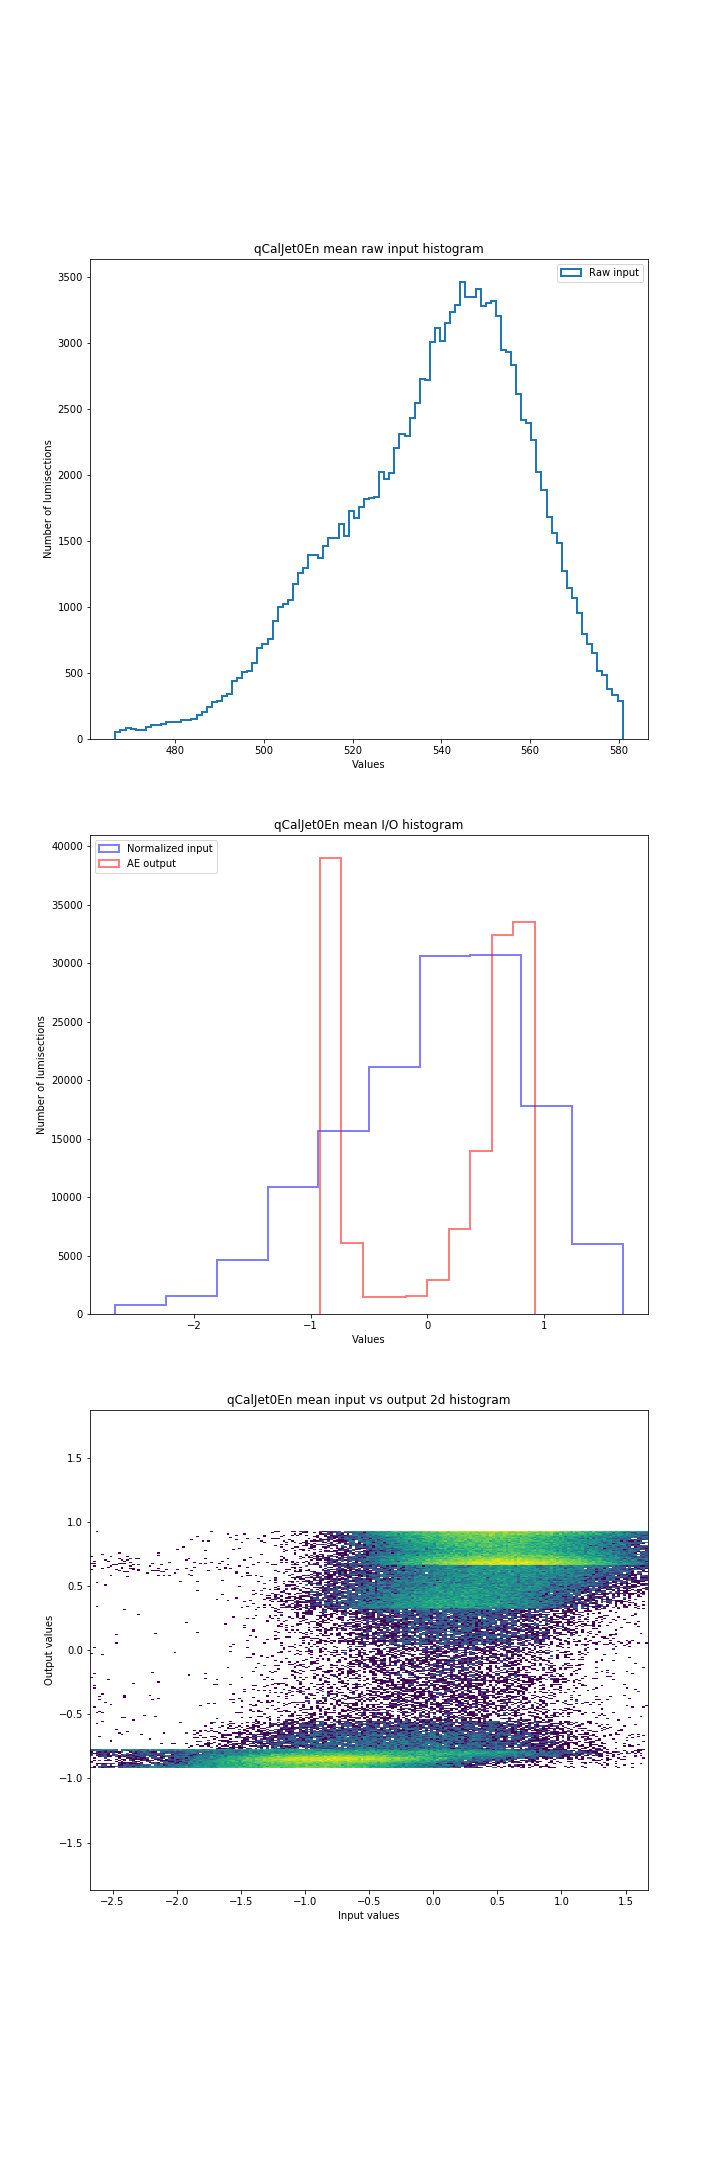 qCalJet0En mean raw input histogram
Raw input
3500
3000
2500
2000
1500
1000
500
0
Number of lumisections
480 500 520 540 560 580
Values
qCalJet0En mean I/O histogram
Normalized input
AE output
40000
35000
30000
25000
20000
15000
10000
5000
0
Number of lumisections
−2 −1 0 1
Values
qCalJet0En mean input vs output 2d histogram
1.5
1.0
0.5
0.0
−0.5
−1.0
−1.5
Output values
−2.5 −2.0 −1.5 −1.0 −0.5 0.0 0.5 1.0 1.5
Input values